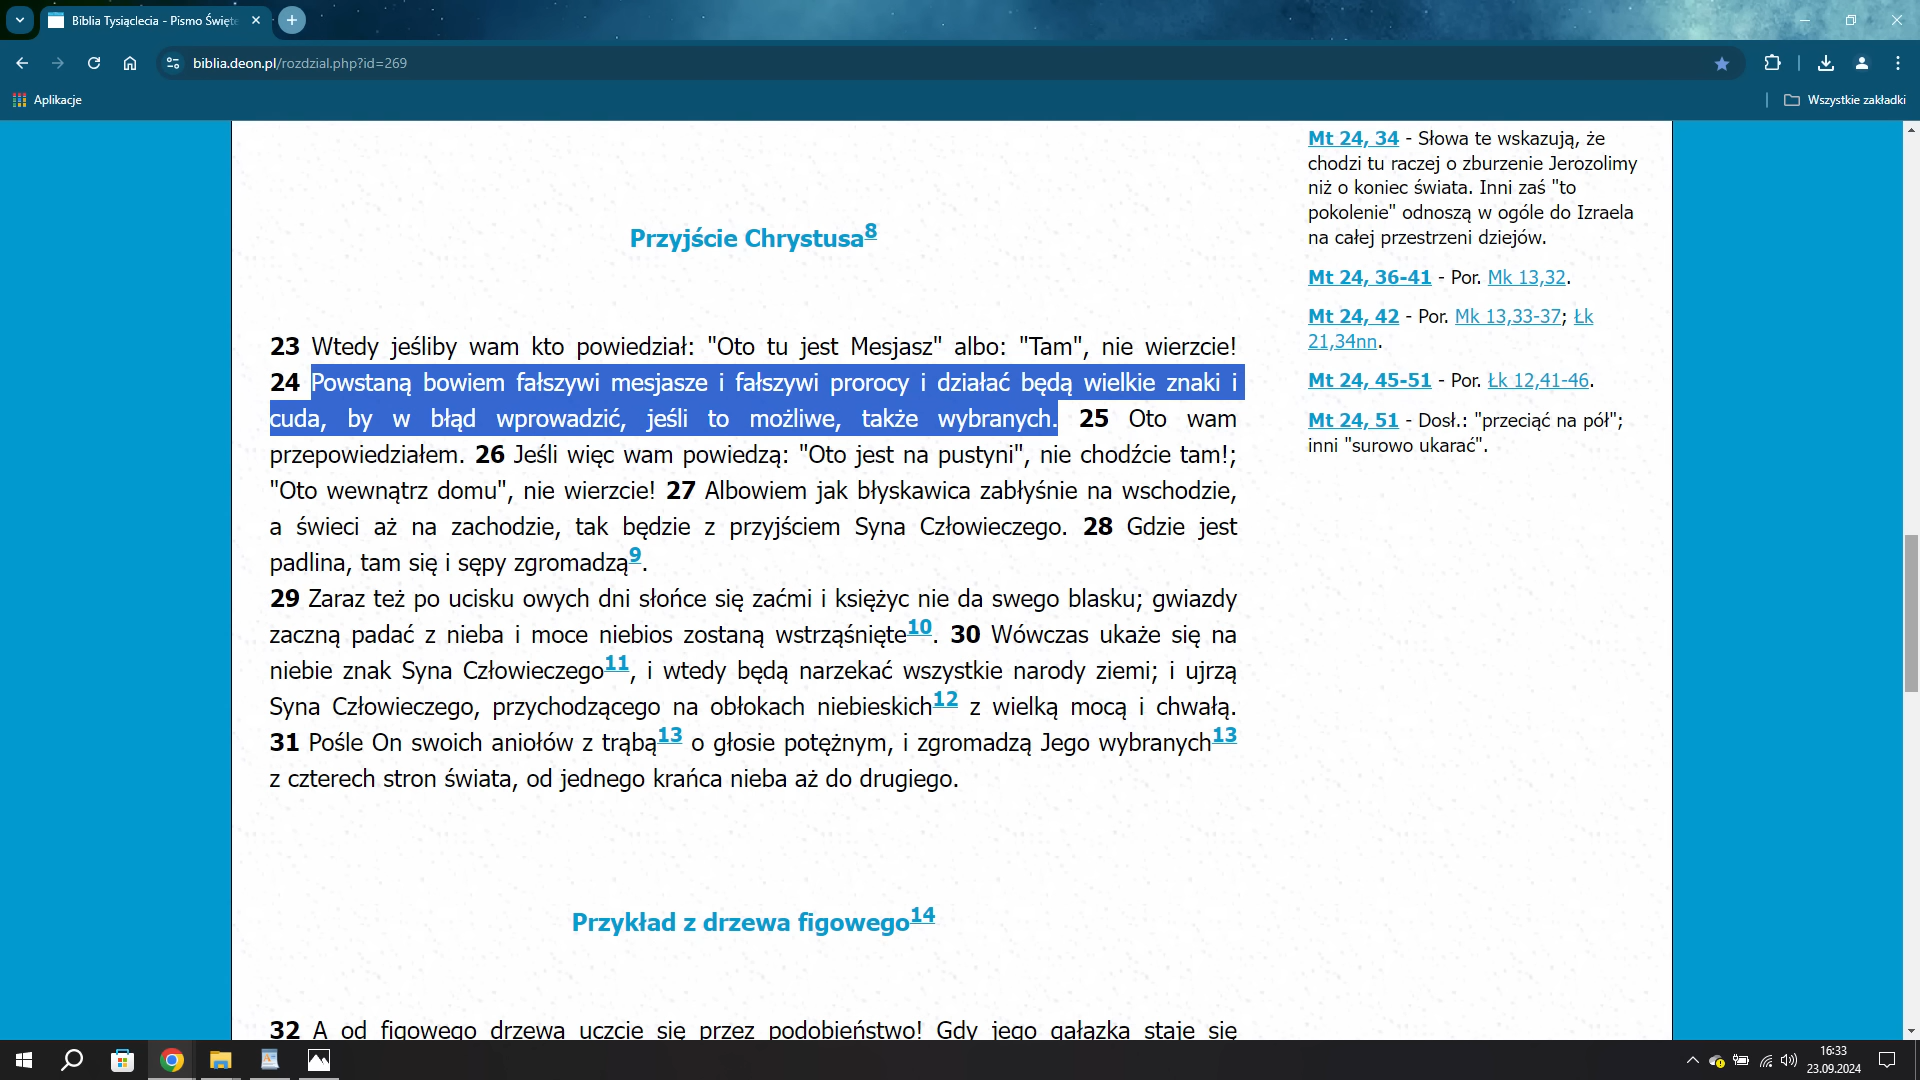 Biblia Tysiąclecia - Pismo Święte
biblia.deon.pl/rozdzial.php?id=269
Aplikacje
Wszystkie zakładki
Przyjście Chrystusa8
23 Wtedy jeśliby wam kto powiedział: "Oto tu jest Mesjasz" albo: "Tam", nie wierzcie!
24 Powstaną bowiem fałszywi mesjasze i fałszywi prorocy i działać będą wielkie znaki i
cuda, by w błąd wprowadzić, jeśli to możliwe, także wybranych. 25 Oto wam
przepowiedziałem. 26 Jeśli więc wam powiedzą: "Oto jest na pustyni", nie chodźcie tam!;
"Oto wewnątrz domu", nie wierzcie! 27 Albowiem jak błyskawica zabłyśnie na wschodzie,
a świeci aż na zachodzie, tak będzie z przyjściem Syna Człowieczego. 28 Gdzie jest
padlina, tam się i sępy zgromadzą9.
29 Zaraz też po ucisku owych dni słońce się zaćmi i księżyc nie da swego blasku; gwiazdy
zaczną padać z nieba i moce niebios zostaną wstrząśnięte10. 30 Wówczas ukaże się na
niebie znak Syna Człowieczego11, i wtedy będą narzekać wszystkie narody ziemi; i ujrzą
Syna Człowieczego, przychodzącego na obłokach niebieskich12 z wielką mocą i chwałą.
31 Pośle On swoich aniołów z trąbą13 o głosie potężnym, i zgromadzą Jego wybranych13
z czterech stron świata, od jednego krańca nieba aż do drugiego.
Przykład z drzewa figowego14
32 A od figowego drzewa uczcie się przez podobieństwo! Gdy jego gałązka staje się
Mt 24, 34 - Słowa te wskazują, że
chodzi tu raczej o zburzenie Jerozolimy
niż o koniec świata. Inni zaś "to
pokolenie" odnoszą w ogóle do Izraela
na całej przestrzeni dziejów.
Mt 24, 36-41 - Por. Mk 13,32.
Mt 24, 42 - Por. Mk 13,33-37; Łk
21,34nn.
Mt 24, 45-51 - Por. Łk 12,41-46.
Mt 24, 51 - Dosł.: "przeciąć na pół";
inni "surowo ukarać".
16:33
23.09.2024